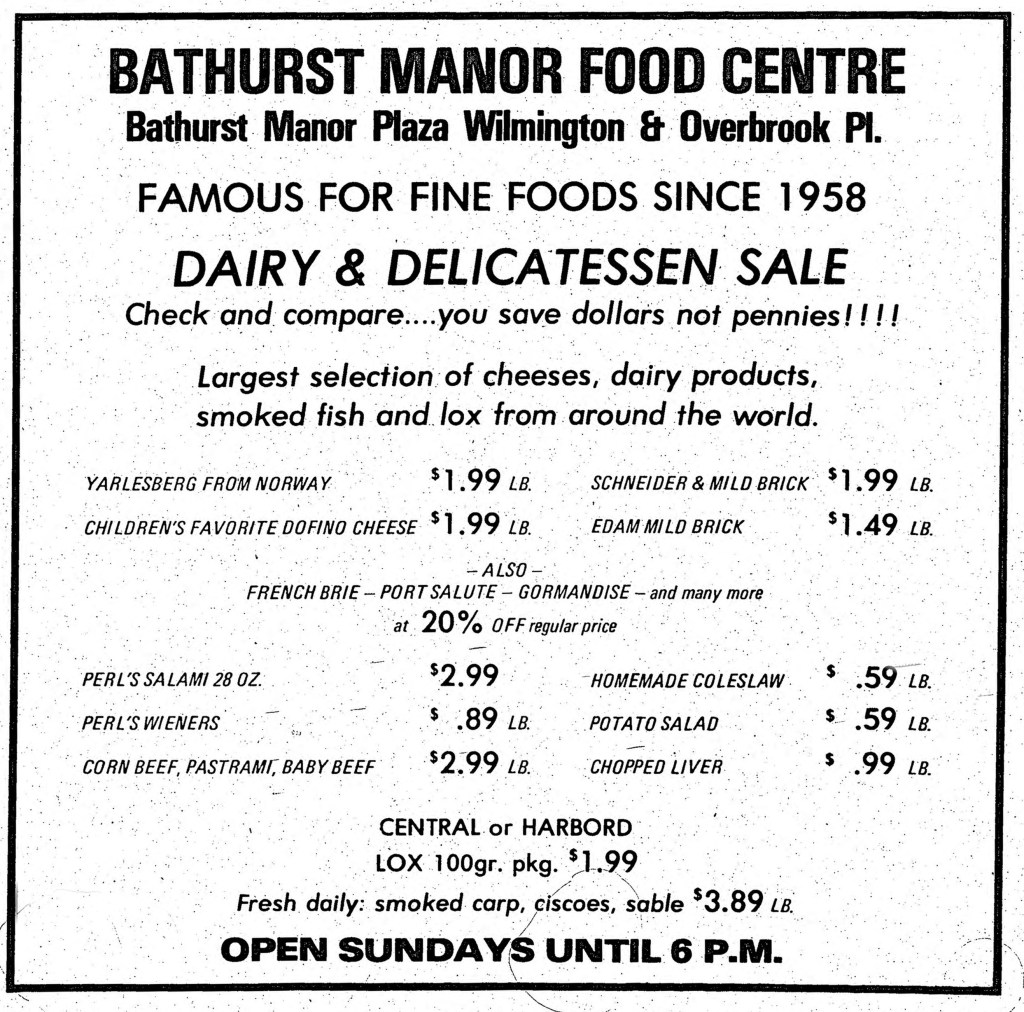 BATHURST MANOR FOOD CENTRE
Bathurst Manor Plaza Wilmington & Overbrook Pl.
FAMOUS FOR FINE FOODS SINCE 1958
DAIRY & DELICATESSEN SALE
Check and compare....you save dollars not pennies!!!!
Largest selection of cheeses, dairy products,
smoked fish and lox from around the world.
YARLESBERG FROM NORWAY $1.99 LB. SCHNEIDER & MILD BRICK $1.99 LB.
CHILDREN'S FAVORITE DOFINO CHEESE $1.99 LB. EDAM MILD BRICK $1.49 LB.
– ALSO –
FRENCH BRIE – PORT SALUTE – GORMANDISE – and many more
at 20% OFF regular price
PERL'S SALAMI 28 OZ. $2.99 HOMEMADE COLESLAW $ .59 LB.
PERL'S WIENERS $ .89 LB. POTATO SALAD $ .59 LB.
CORN BEEF, PASTRAMI, BABY BEEF $2.99 LB. CHOPPED LIVER $ .99 LB.
CENTRAL or HARBORD
LOX 100gr. pkg. $1.99
Fresh daily: smoked carp, ciscoes, sable $3.89 LB.
OPEN SUNDAYS UNTIL 6 P.M.